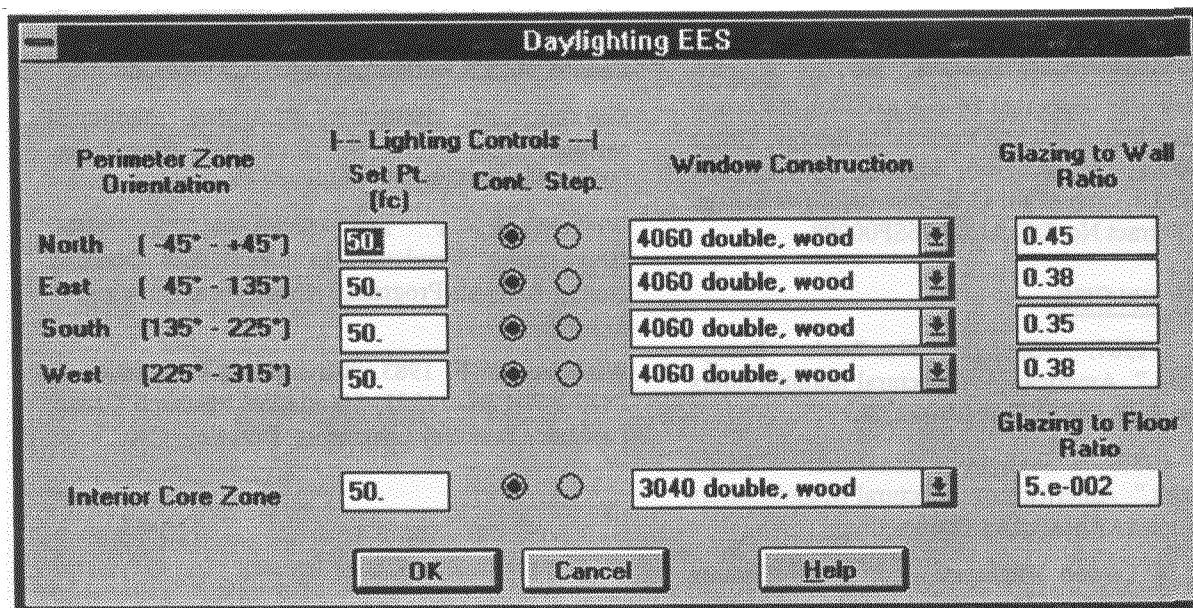 Daylighting EES
|--- Lighting Controls ---|
Perimeter Zone Orientation
Set Pt. (fc)
Cont. Step.
Window Construction
Glazing to Wall Ratio
North [ -45° - +45°] 50. 4060 double, wood 0.45
East [ 45° - 135°] 50. 4060 double, wood 0.38
South [135° - 225°] 50. 4060 double, wood 0.35
West [225° - 315°] 50. 4060 double, wood 0.38
Glazing to Floor Ratio
Interior Core Zone 50. 3040 double, wood 5.e-002
OK Cancel Help